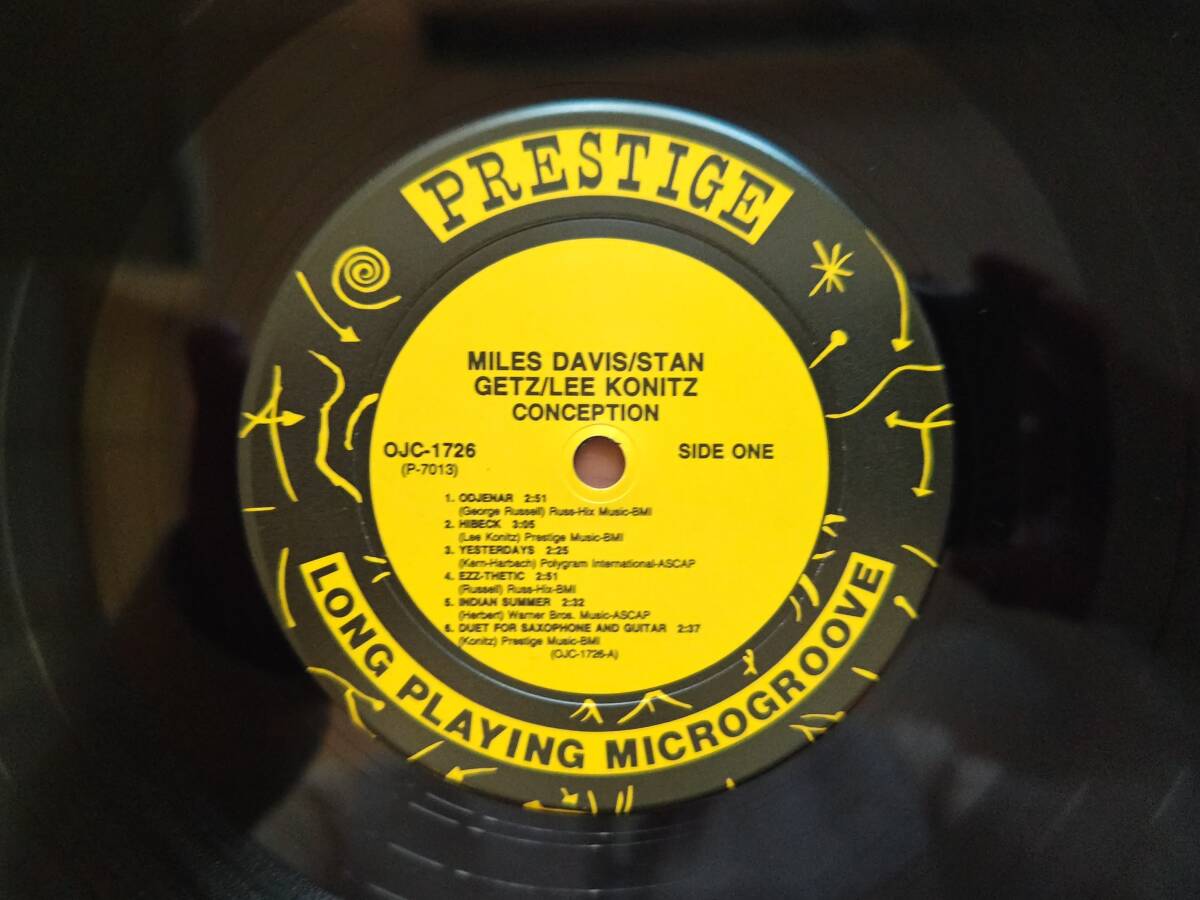 PRESTIGE
MILES DAVIS/STAN
GETZ/LEE KONITZ
CONCEPTION
OJC-1726
(P-7013)
SIDE ONE
1. ODJENAR 2:51
(George Russell) Russ-Hix Music-BMI
2. HIBECK 3:05
(Lee Konitz) Prestige Music-BMI
3. YESTERDAYS 2:25
(Kern-Harbach) Polygram International-ASCAP
4. EZZ-THETIC 2:51
(Russell) Russ-Hix-BMI
5. INDIAN SUMMER 2:32
(Herbert) Warner Bros. Music-ASCAP
6. DUET FOR SAXOPHONE AND GUITAR 2:37
(Konitz) Prestige Music-BMI
(OJC-1726-A)
LONG PLAYING MICROGROOVE